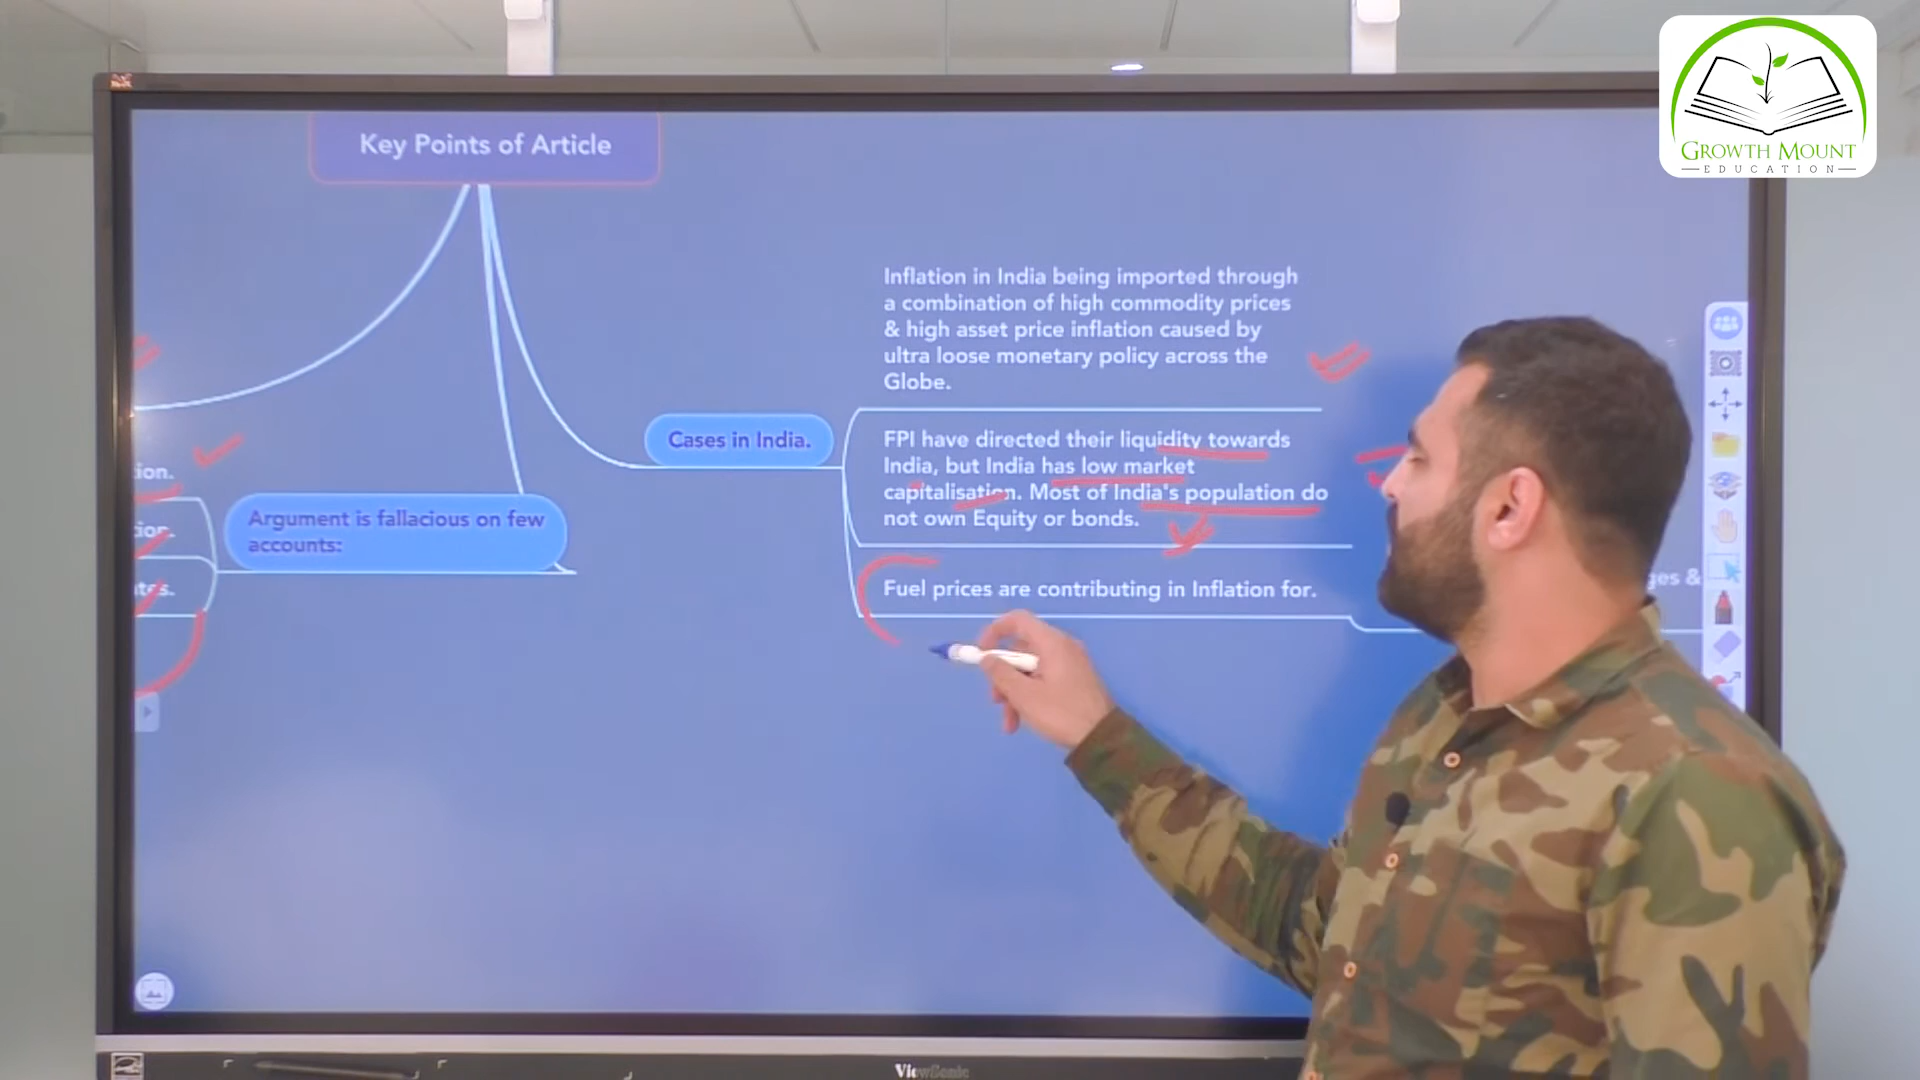 GROWTH MOUNT
EDUCATION
Key Points of Article
Inflation in India being imported through
a combination of high commodity prices
& high asset price inflation caused by
ultra loose monetary policy across the
Globe.
Cases in India.
FPI have directed their liquidity towards
India, but India has low market
capitalisation. Most of India's population do
not own Equity or bonds.
Fuel prices are contributing in Inflation for.
Argument is fallacious on few
accounts:
ion.
ion.
tes.
ges &
ViewSonic